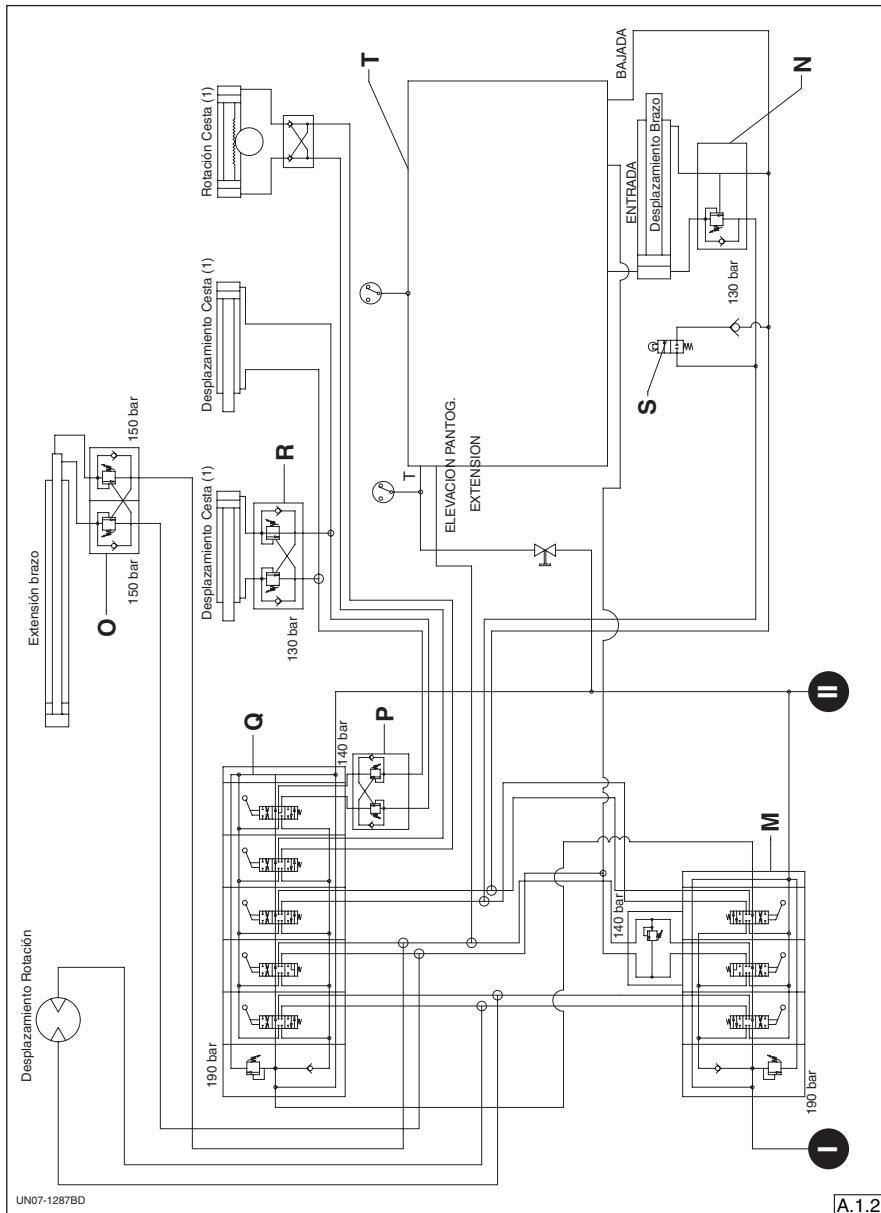 BAJADA
T
N
Rotación Cesta (1)
ENTRADA
Desplazamiento Brazo
130 bar
Desplazamiento Cesta (1)
S
150 bar
T
ELEVACION PANTOG.
EXTENSION
Extensión brazo
150 bar
O
Desplazamiento Cesta (1)
R
130 bar
Q
140 bar
P
II
M
140 bar
Desplazamiento Rotación
190 bar
190 bar
I
UN07-1287BD
A.1.2